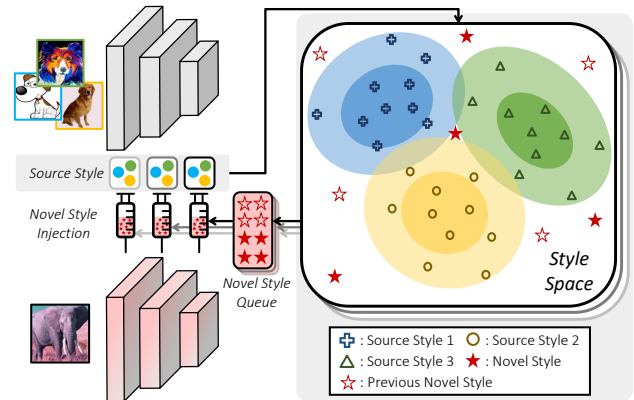 Source Style
Novel Style
Injection
Novel Style
Queue
Style
Space
: Source Style 1
: Source Style 2
: Source Style 3
: Novel Style
: Previous Novel Style